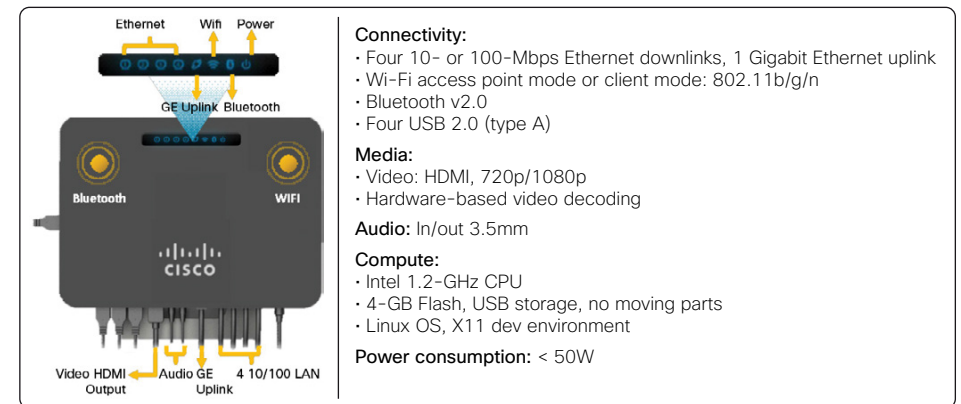 Ethernet Wifi Power
GE Uplink Bluetooth
Bluetooth
WIFI
CISCO
Video HDMI Output
Audio
GE Uplink
4 10/100 LAN
Connectivity:
• Four 10- or 100-Mbps Ethernet downlinks, 1 Gigabit Ethernet uplink
• Wi-Fi access point mode or client mode: 802.11b/g/n
• Bluetooth v2.0
• Four USB 2.0 (type A)
Media:
• Video: HDMI, 720p/1080p
• Hardware-based video decoding
Audio: In/out 3.5mm
Compute:
• Intel 1.2-GHz CPU
• 4-GB Flash, USB storage, no moving parts
• Linux OS, X11 dev environment
Power consumption: < 50W